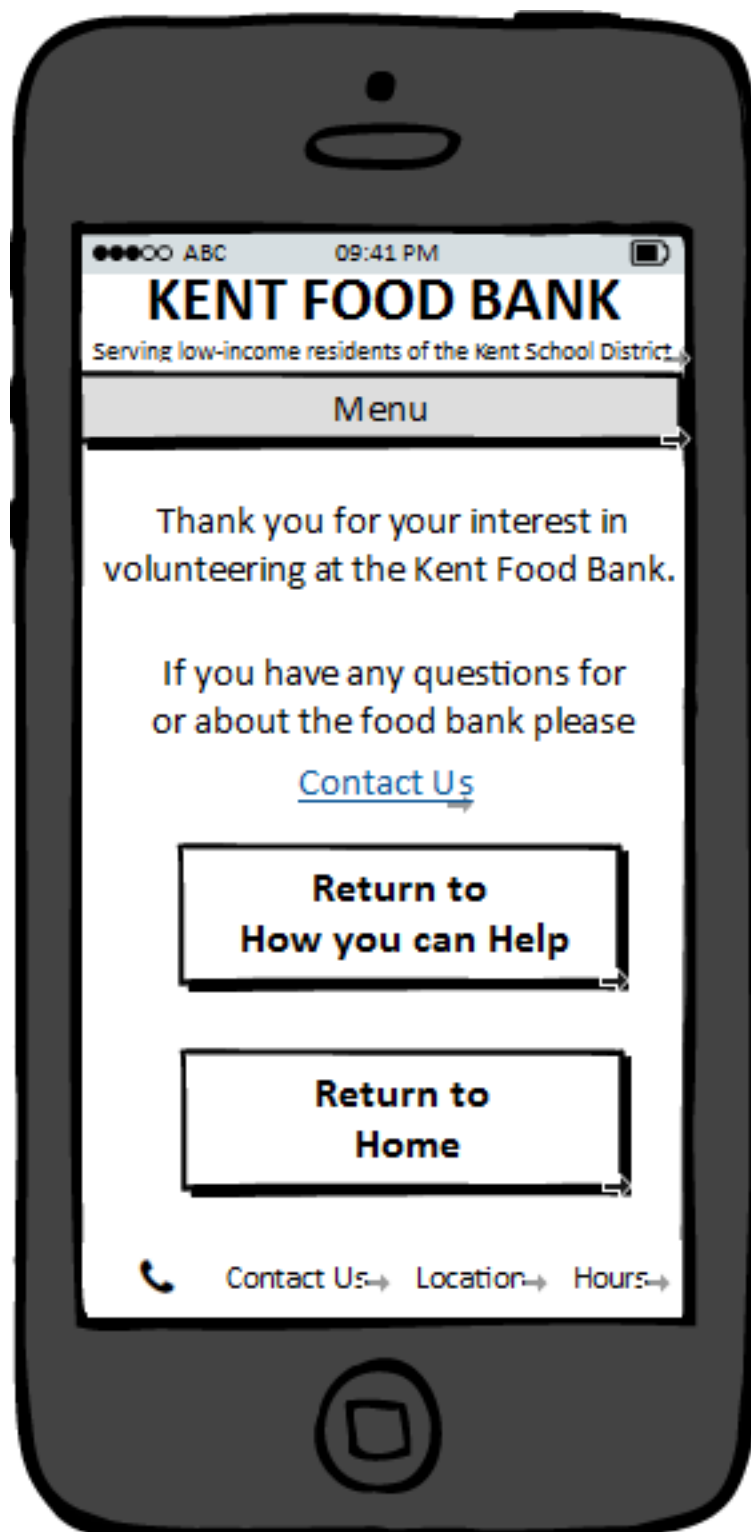 ABC 09:41 PM
KENT FOOD BANK
Serving low-income residents of the Kent School District
Menu
Thank you for your interest in
volunteering at the Kent Food Bank.
If you have any questions for
or about the food bank please
Contact Us
Return to
How you can Help
Return to
Home
Contact Us Location Hours